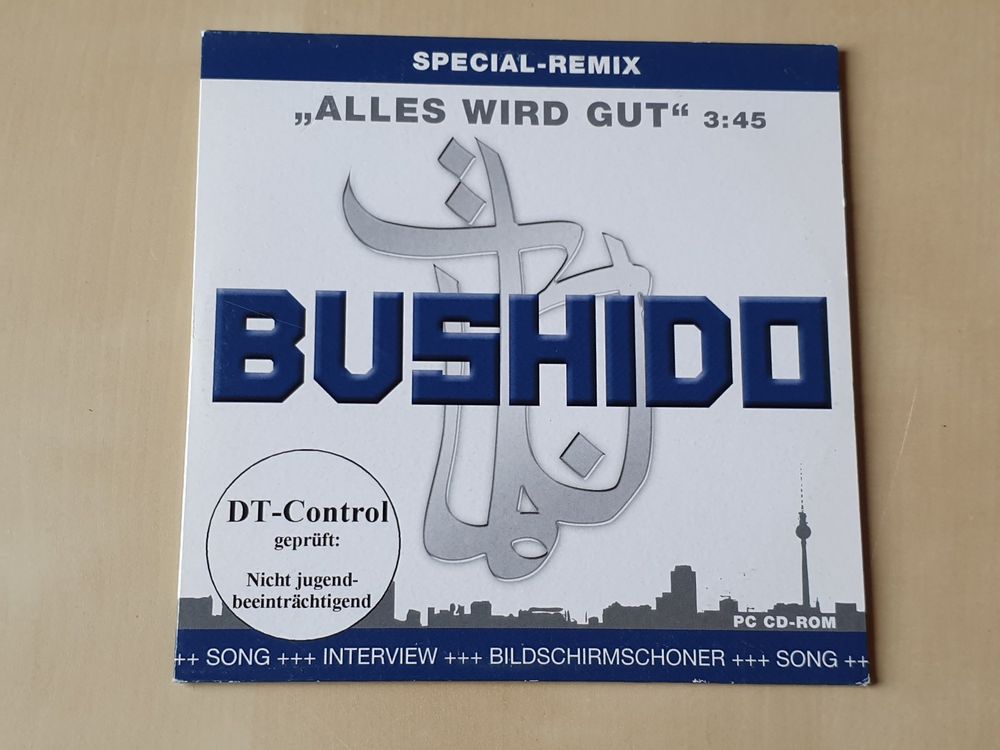 SPECIAL-REMIX
„ALLES WIRD GUT“ 3:45
BUSHIDO
DT-Control
geprüft:
Nicht jugend-
beeinträchtigend
PC CD-ROM
++ SONG +++ INTERVIEW +++ BILDSCHIRMSCHONER +++ SONG ++